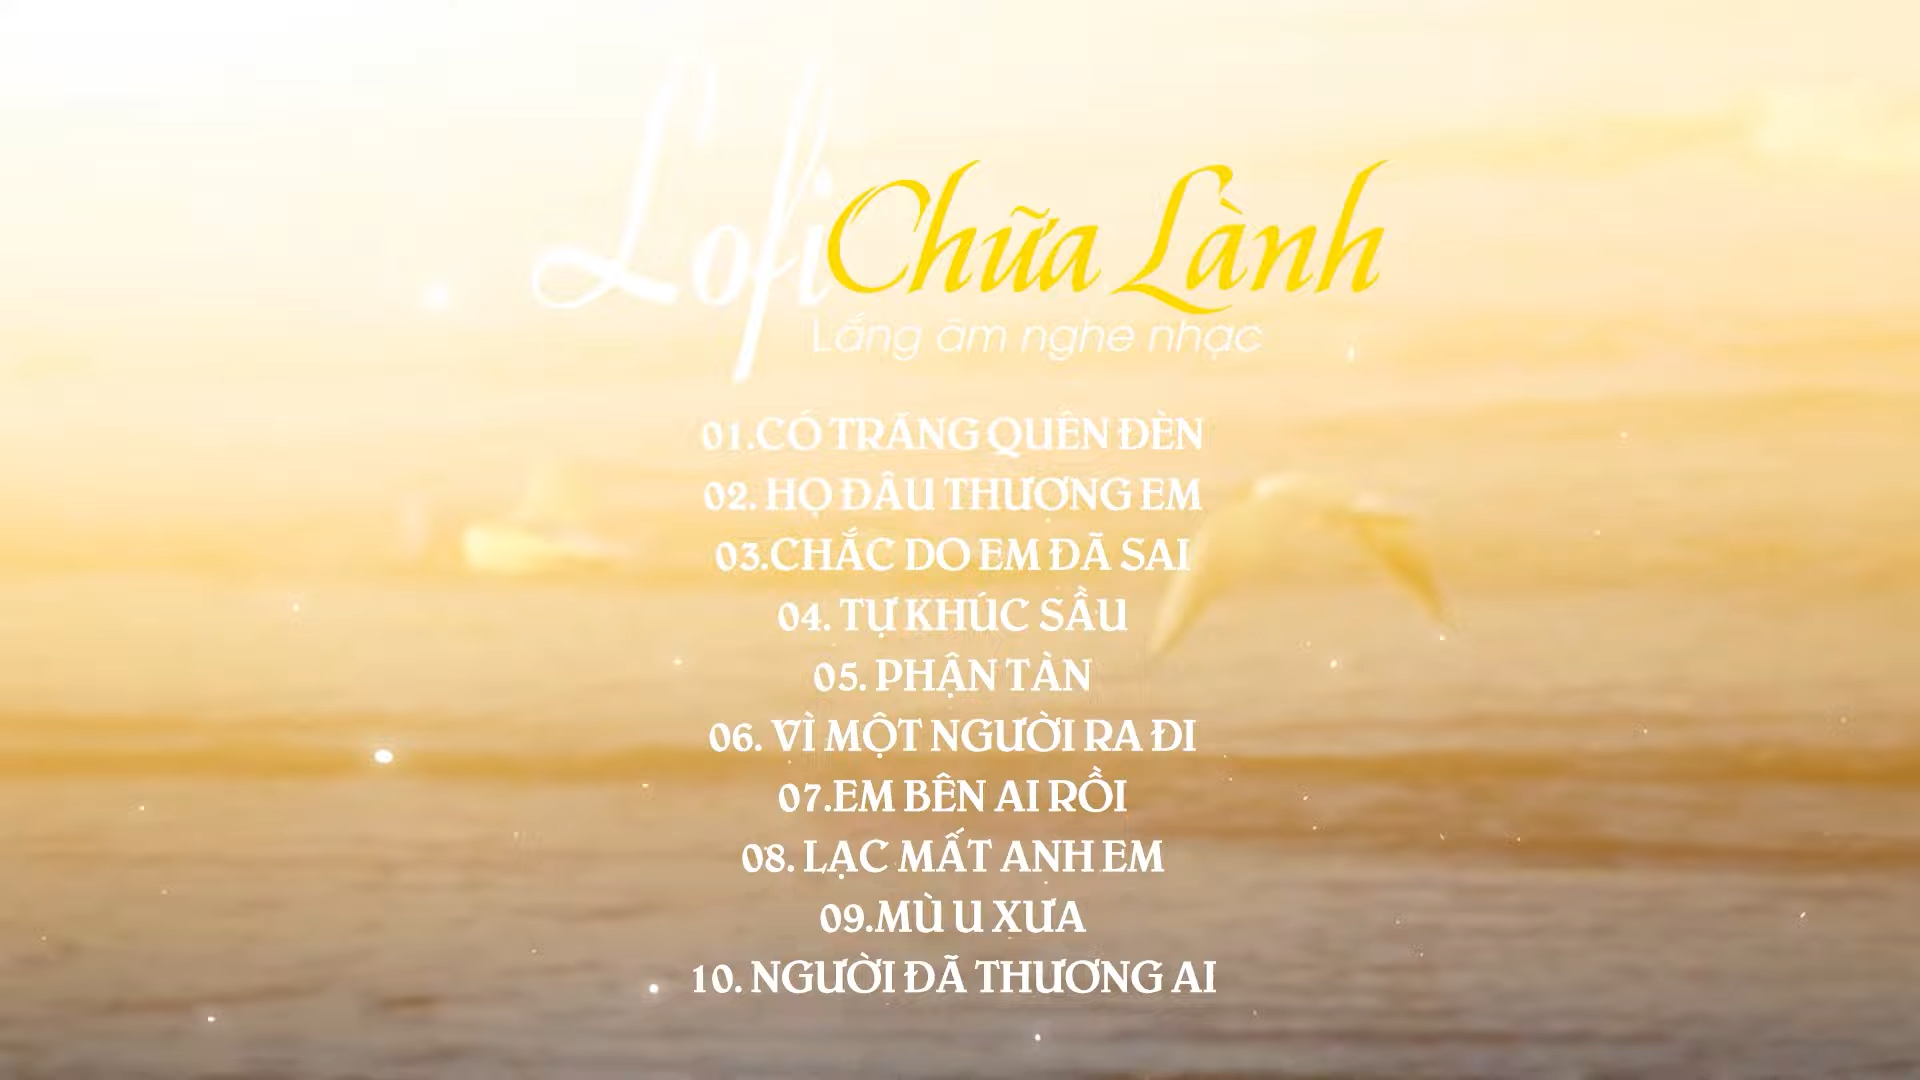 Lofi Chữa Lành
Lắng âm nghe nhạc
01.CÓ TRĂNG QUÊN ĐÈN
02. HỌ ĐÂU THƯƠNG EM
03.CHẮC DO EM ĐÃ SAI
04. TỰ KHÚC SẦU
05. PHẬN TÀN
06. VÌ MỘT NGƯỜI RA ĐI
07.EM BÊN AI RỒI
08. LẠC MẤT ANH EM
09.MÙ U XƯA
10. NGƯỜI ĐÃ THƯƠNG AI